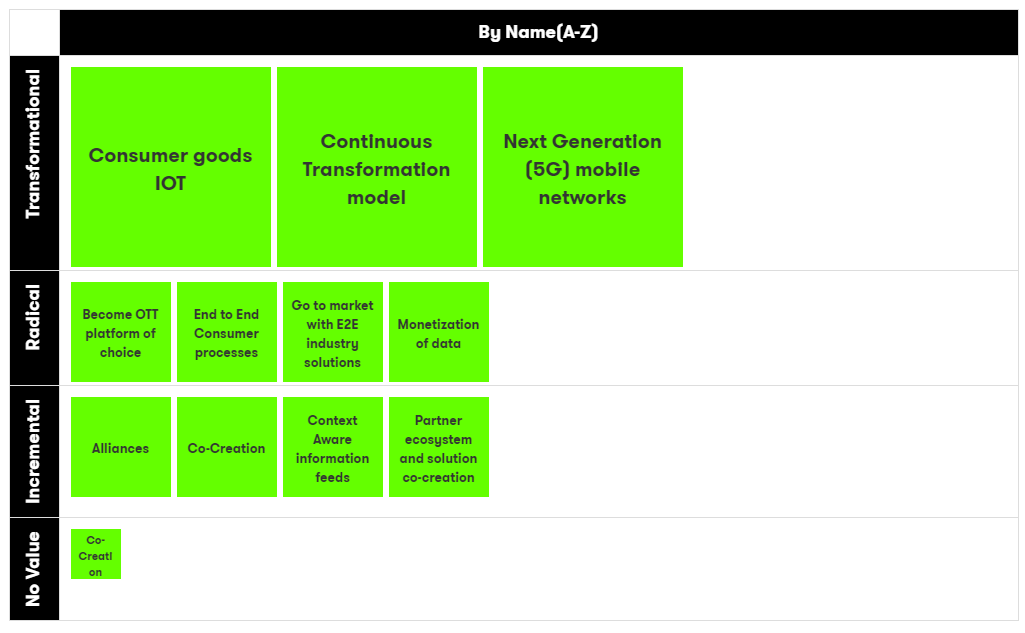 By Name(A-Z)
Transformational
Consumer goods
IOT
Continuous
Transformation
model
Next Generation
(5G) mobile
networks
Radical
Become OTT
platform of
choice
End to End
Consumer
processes
Go to market
with E2E
industry
solutions
Monetization
of data
Incremental
Alliances
Co-Creation
Context
Aware
information
feeds
Partner
ecosystem
and solution
co-creation
No Value
Co-
Creati
on